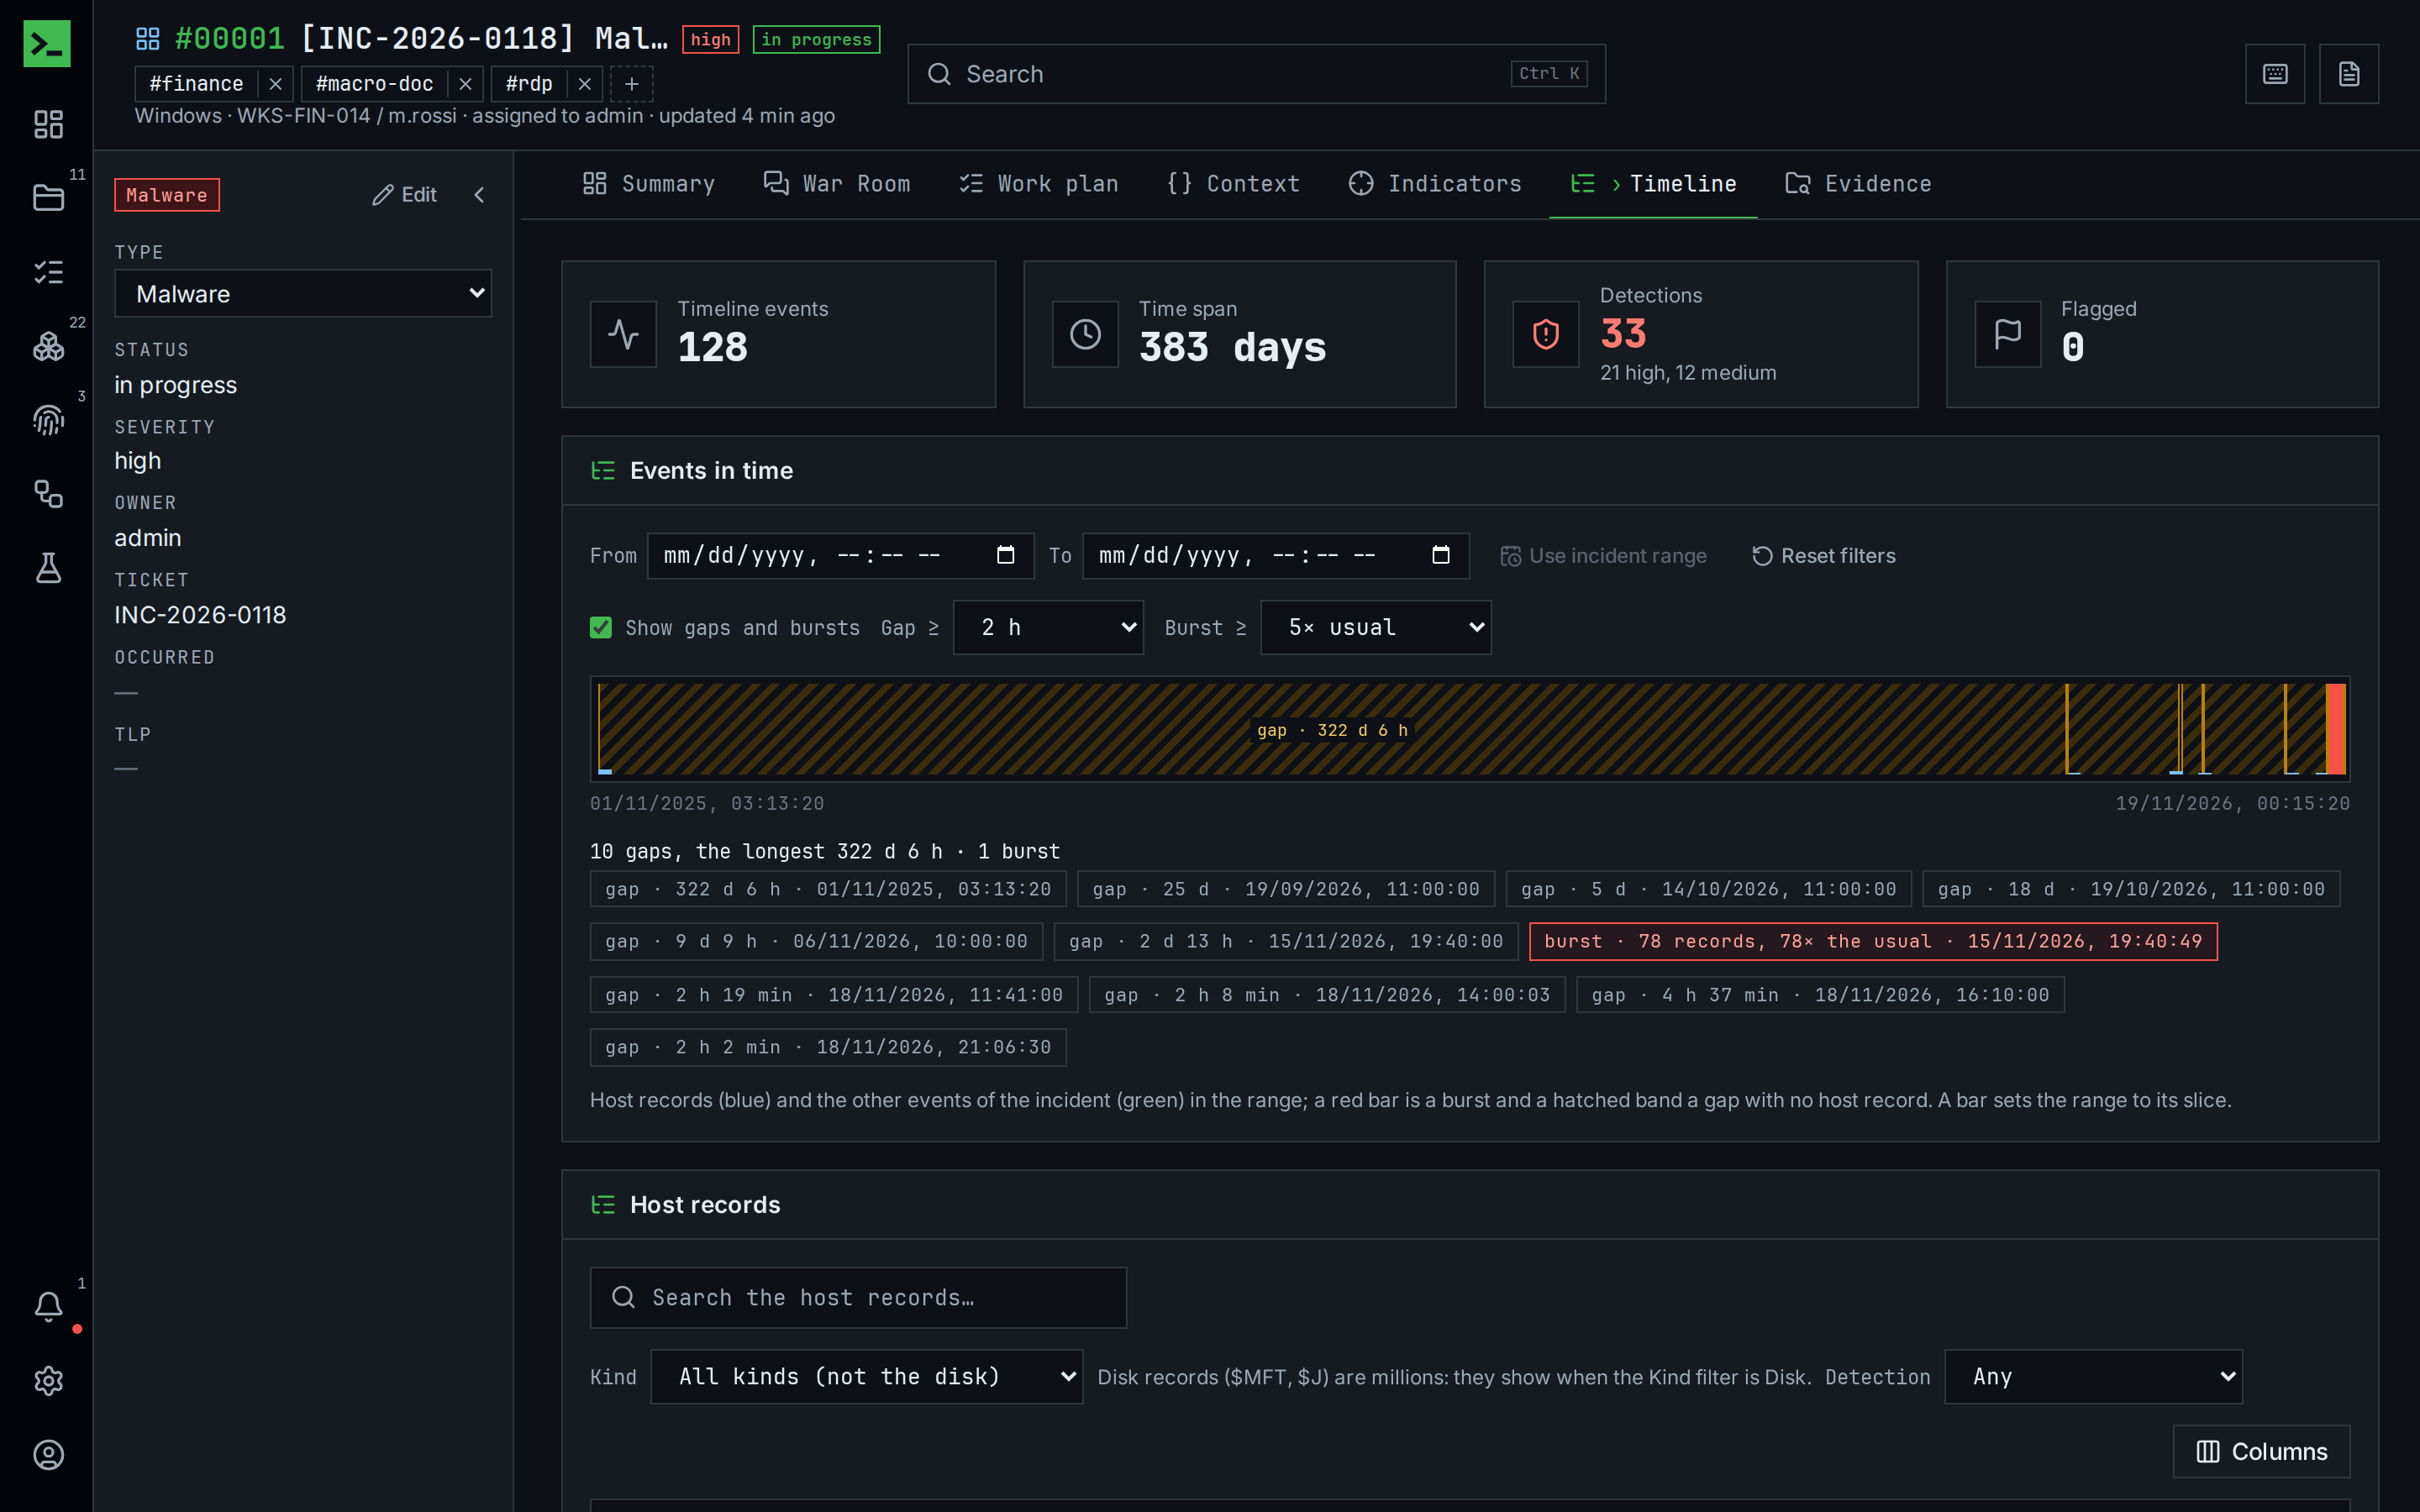 #00001 [INC-2026-0118] Mal… high in progress
#finance #macro-doc #rdp
Windows · WKS-FIN-014 / m.rossi · assigned to admin · updated 4 min ago
Search Ctrl K
11
22
3
1
Malware Edit
TYPE
Malware
STATUS
in progress
SEVERITY
high
OWNER
admin
TICKET
INC-2026-0118
OCCURRED
—
TLP
—
Summary War Room Work plan {} Context Indicators › Timeline Evidence
Timeline events
128
Time span
383 days
Detections
33
21 high, 12 medium
Flagged
0
Events in time
From mm/dd/yyyy, --:-- -- To mm/dd/yyyy, --:-- -- Use incident range Reset filters
Show gaps and bursts Gap ≥ 2 h Burst ≥ 5× usual
gap · 322 d 6 h
01/11/2025, 03:13:20 19/11/2026, 00:15:20
10 gaps, the longest 322 d 6 h · 1 burst
gap · 322 d 6 h · 01/11/2025, 03:13:20 gap · 25 d · 19/09/2026, 11:00:00 gap · 5 d · 14/10/2026, 11:00:00 gap · 18 d · 19/10/2026, 11:00:00
gap · 9 d 9 h · 06/11/2026, 10:00:00 gap · 2 d 13 h · 15/11/2026, 19:40:00 burst · 78 records, 78× the usual · 15/11/2026, 19:40:49
gap · 2 h 19 min · 18/11/2026, 11:41:00 gap · 2 h 8 min · 18/11/2026, 14:00:03 gap · 4 h 37 min · 18/11/2026, 16:10:00
gap · 2 h 2 min · 18/11/2026, 21:06:30
Host records (blue) and the other events of the incident (green) in the range; a red bar is a burst and a hatched band a gap with no host record. A bar sets the range to its slice.
Host records
Search the host records…
Kind All kinds (not the disk) Disk records ($MFT, $J) are millions: they show when the Kind filter is Disk. Detection Any
Columns